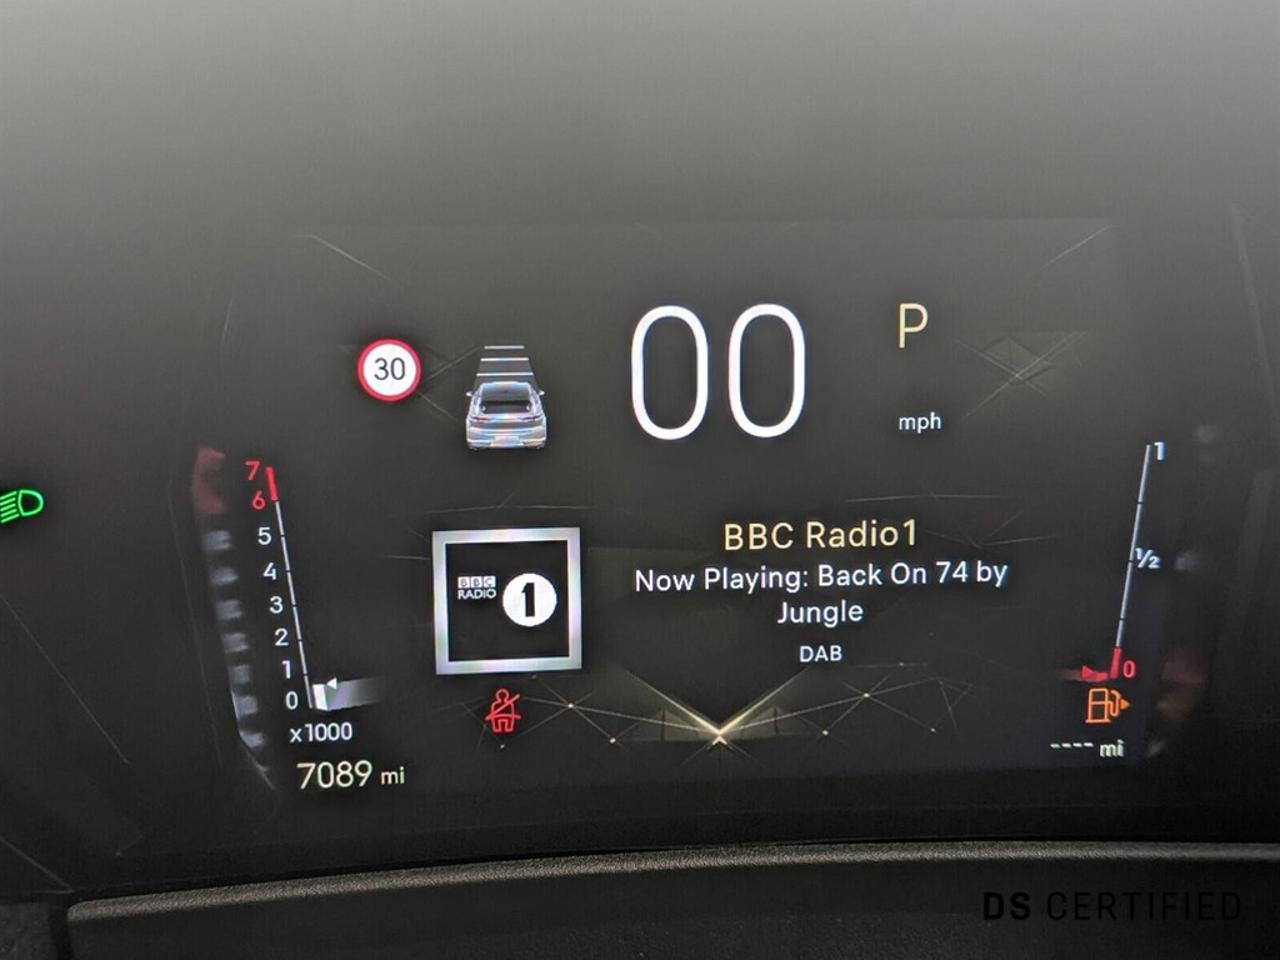 00
P
30
mph
7
6
5
4
3
2
1
0
x1000
7089 mi
BBC
RADIO
1
BBC Radio1
Now Playing: Back On 74 by
Jungle
DAB
1
½
0
---- mi
DS CERTIFIED